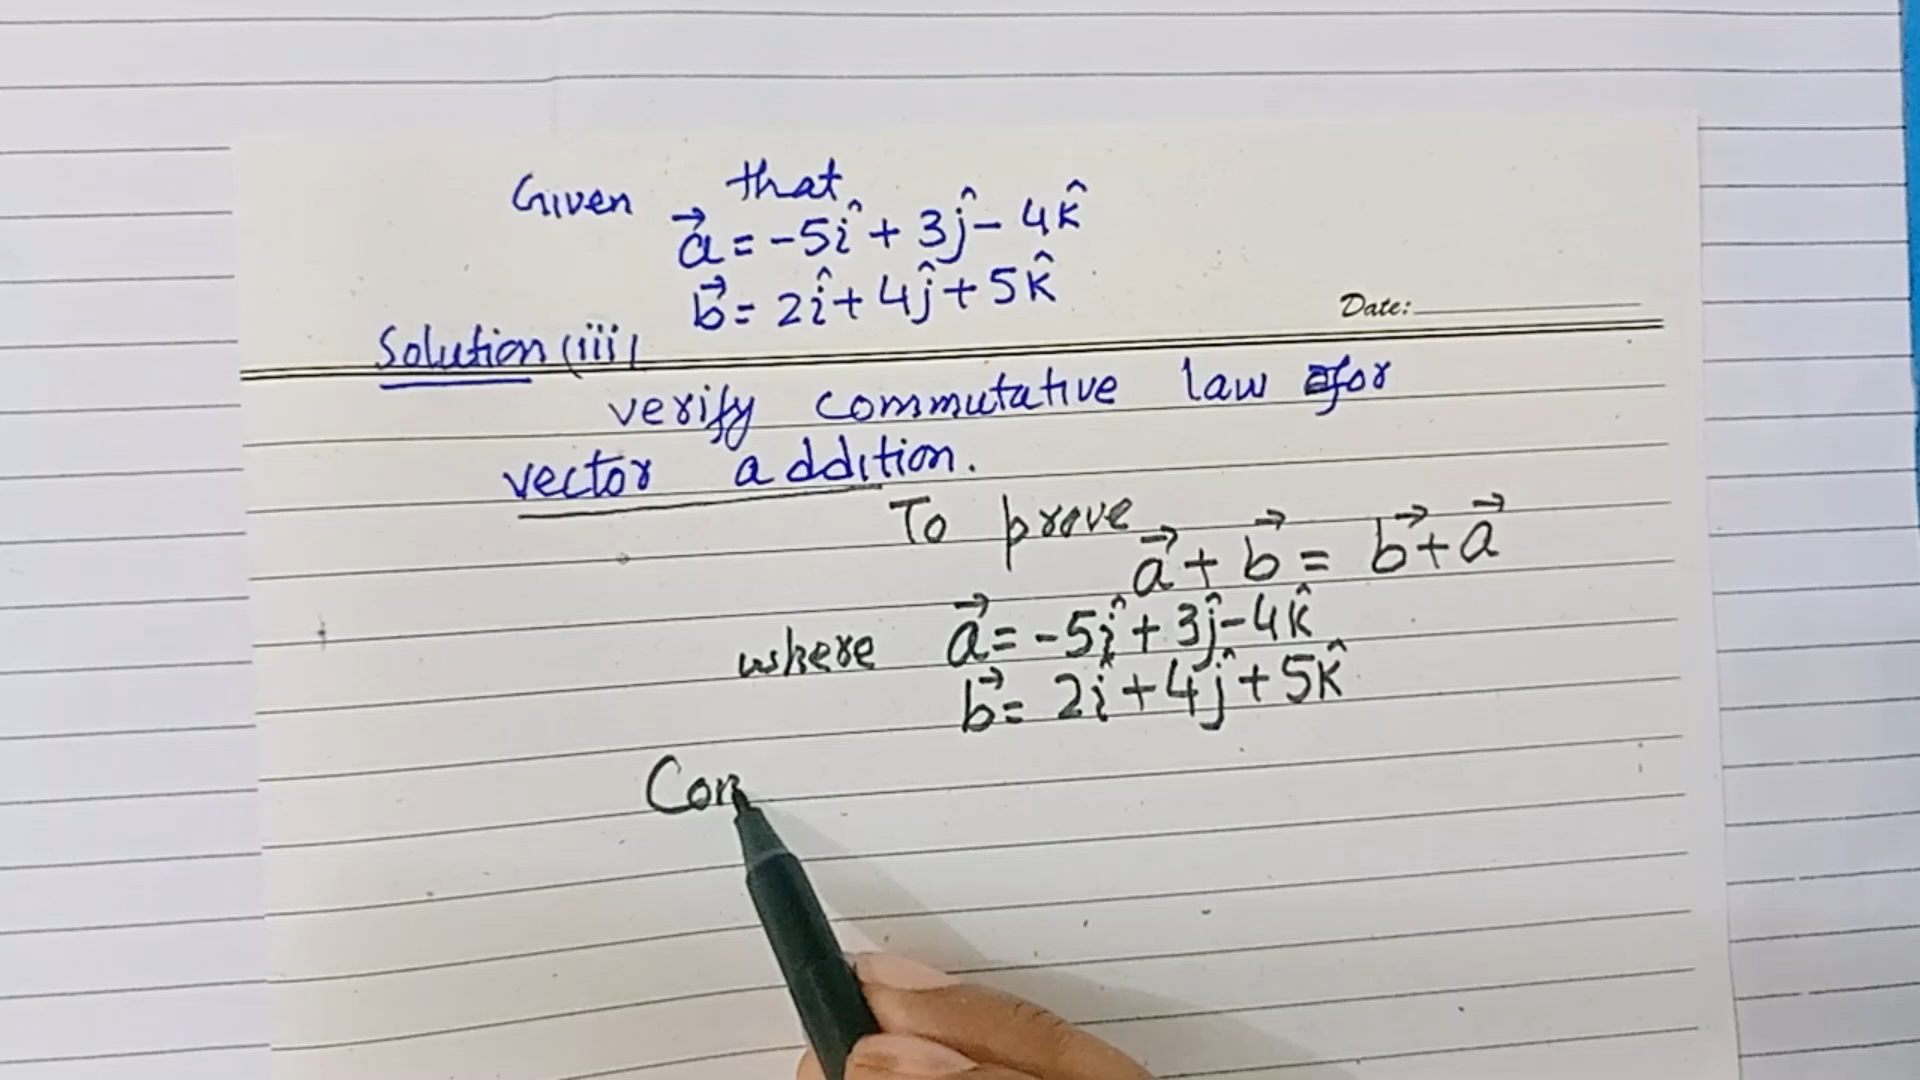 Given that
a⃗ = -5î + 3ĵ - 4k̂
b⃗ = 2î + 4ĵ + 5k̂
Date:
Solution (iii)
verify commutative law for
vector addition.
To prove
a⃗ + b⃗ = b⃗ + a⃗
where a⃗ = -5î + 3ĵ - 4k̂
b⃗ = 2î + 4ĵ + 5k̂
Con